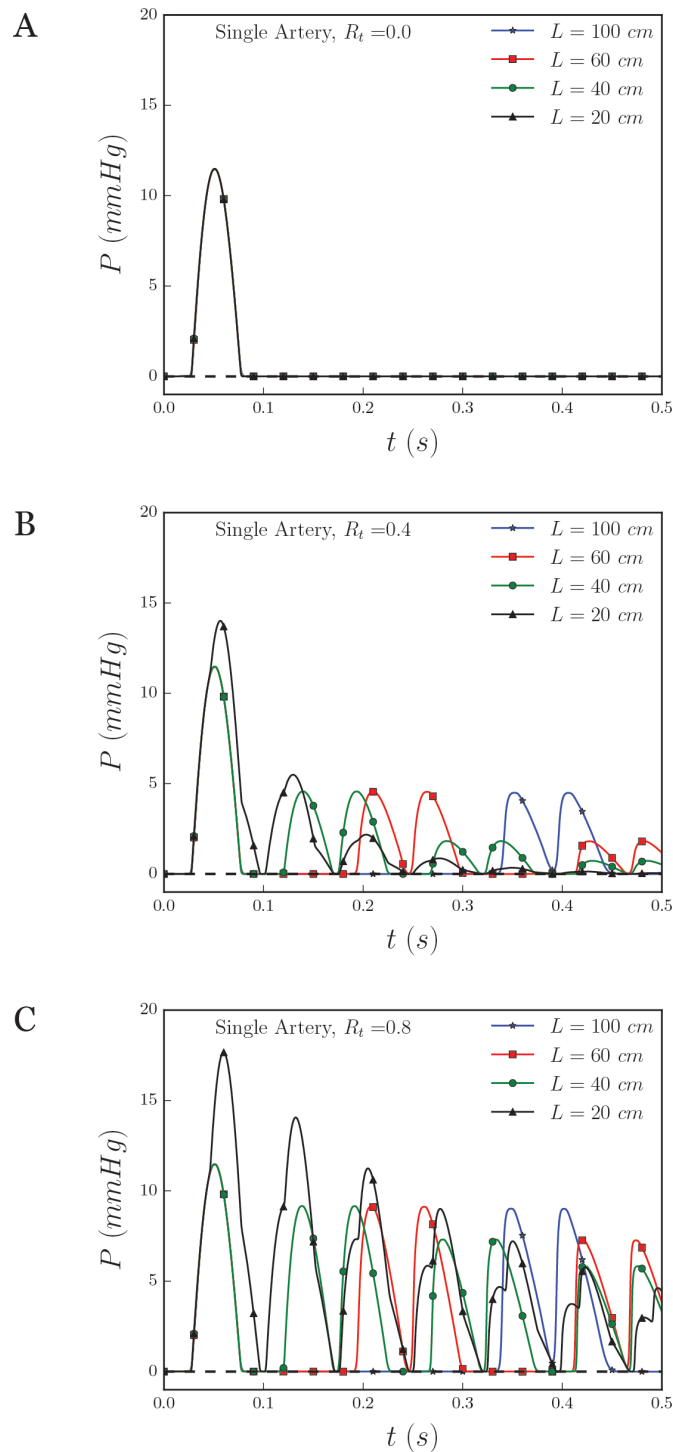 A
Single Artery, R_t =0.0
L = 100 cm
L = 60 cm
L = 40 cm
L = 20 cm
20
15
10
5
0
P (mmHg)
0.0 0.1 0.2 0.3 0.4 0.5
t (s)
B
Single Artery, R_t =0.4
L = 100 cm
L = 60 cm
L = 40 cm
L = 20 cm
20
15
10
5
0
P (mmHg)
0.0 0.1 0.2 0.3 0.4 0.5
t (s)
C
Single Artery, R_t =0.8
L = 100 cm
L = 60 cm
L = 40 cm
L = 20 cm
20
15
10
5
0
P (mmHg)
0.0 0.1 0.2 0.3 0.4 0.5
t (s)